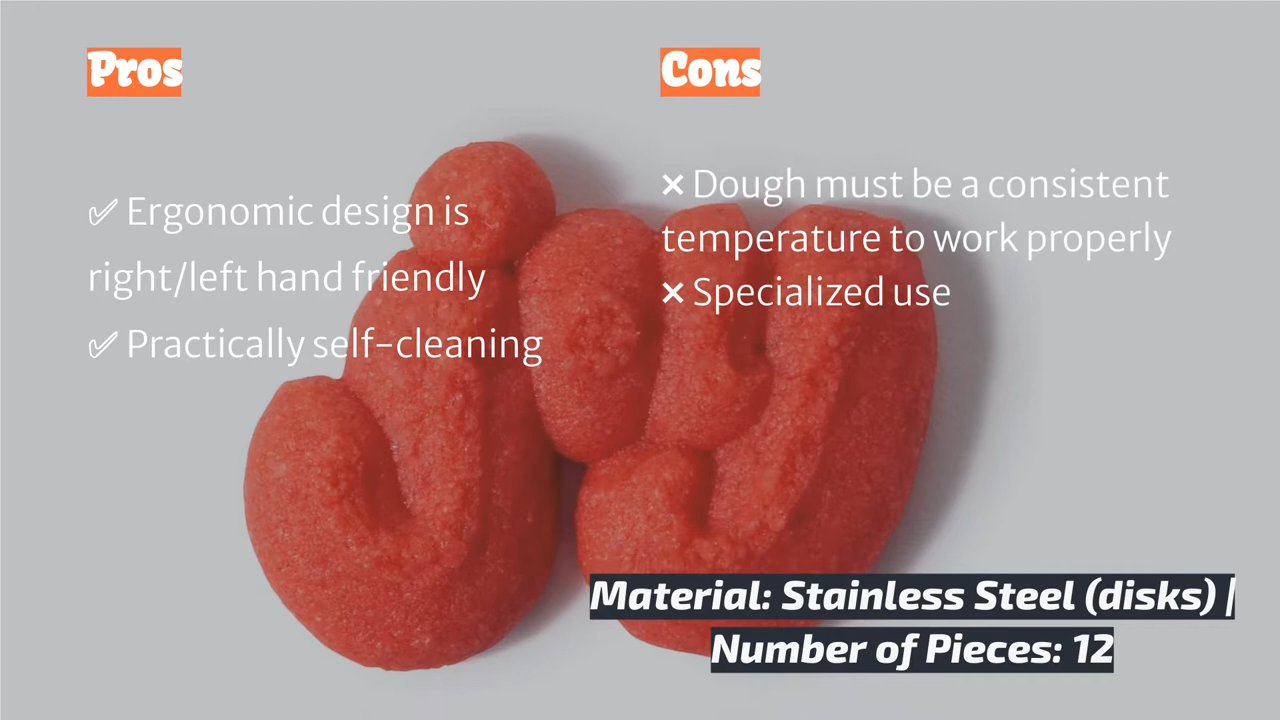 Pros
✅ Ergonomic design is
right/left hand friendly
✅ Practically self-cleaning
Cons
❌ Dough must be a consistent
temperature to work properly
❌ Specialized use
Material: Stainless Steel (disks) |
Number of Pieces: 12